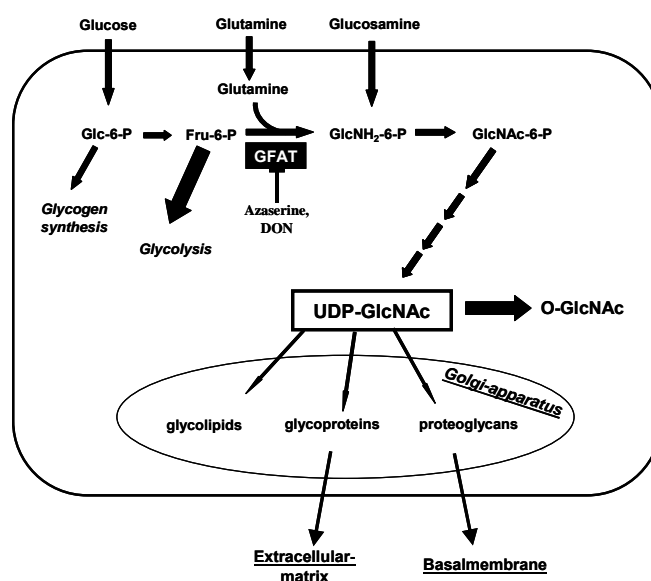 Glucose
Glutamine
Glucosamine
Glutamine
Glc-6-P
Fru-6-P
GlcNH₂-6-P
GlcNAc-6-P
GFAT
Glycogen
synthesis
Glycolysis
Azaserine,
DON
UDP-GlcNAc
O-GlcNAc
Golgi-apparatus
glycolipids
glycoproteins
proteoglycans
Extracellular-
matrix
Basalmembrane